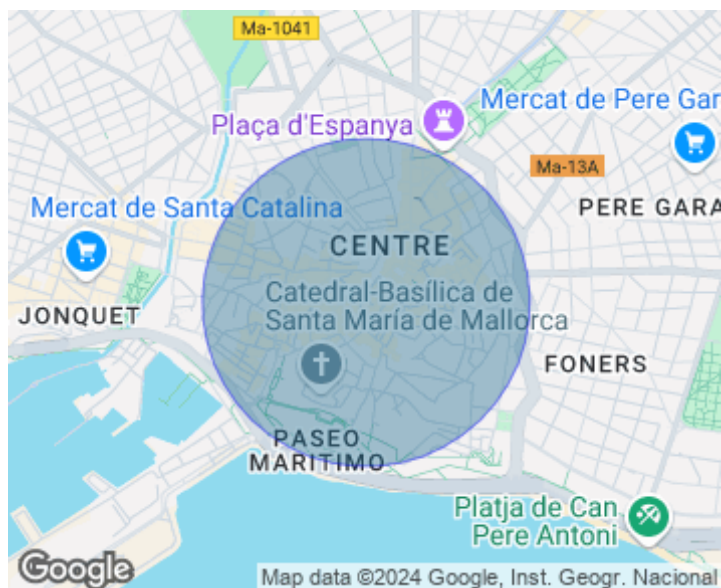 Ma-1041
Plaça d'Espanya
Mercat de Pere Gar
Ma-13A
Mercat de Santa Catalina
PERE GARA
CENTRE
Catedral-Basílica de
Santa María de Mallorca
JONQUET
FONERS
PASEO
MARITIMO
Platja de Can
Pere Antoni
Google
Map data ©2024 Google, Inst. Geogr. Nacional